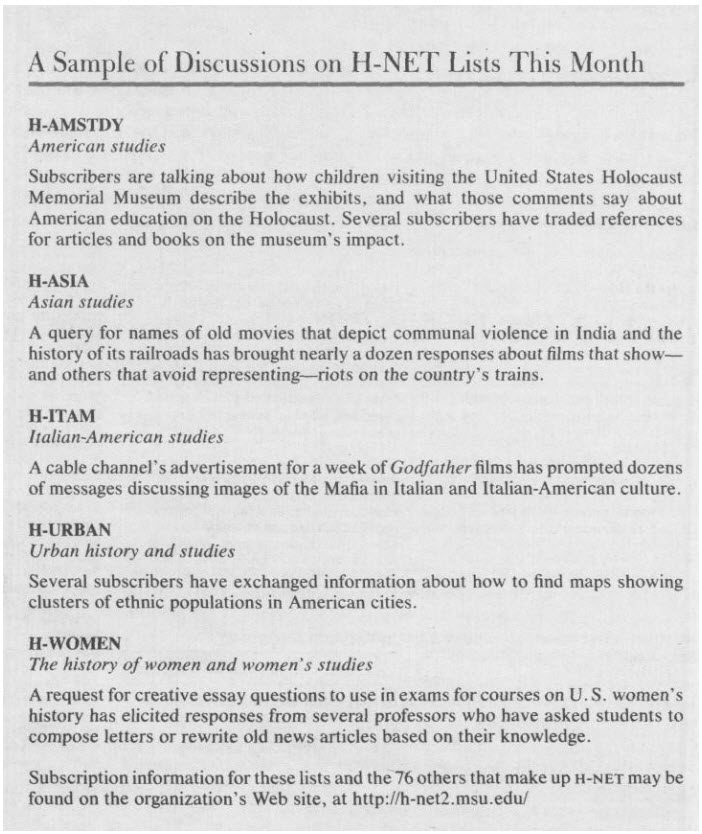 A Sample of Discussions on H-NET Lists This Month
H-AMSTDY
American studies
Subscribers are talking about how children visiting the United States Holocaust
Memorial Museum describe the exhibits, and what those comments say about
American education on the Holocaust. Several subscribers have traded references
for articles and books on the museum's impact.
H-ASIA
Asian studies
A query for names of old movies that depict communal violence in India and the
history of its railroads has brought nearly a dozen responses about films that show—
and others that avoid representing—riots on the country's trains.
H-ITAM
Italian-American studies
A cable channel's advertisement for a week of Godfather films has prompted dozens
of messages discussing images of the Mafia in Italian and Italian-American culture.
H-URBAN
Urban history and studies
Several subscribers have exchanged information about how to find maps showing
clusters of ethnic populations in American cities.
H-WOMEN
The history of women and women's studies
A request for creative essay questions to use in exams for courses on U.S. women's
history has elicited responses from several professors who have asked students to
compose letters or rewrite old news articles based on their knowledge.
Subscription information for these lists and the 76 others that make up H-NET may be
found on the organization's Web site, at http://h-net2.msu.edu/